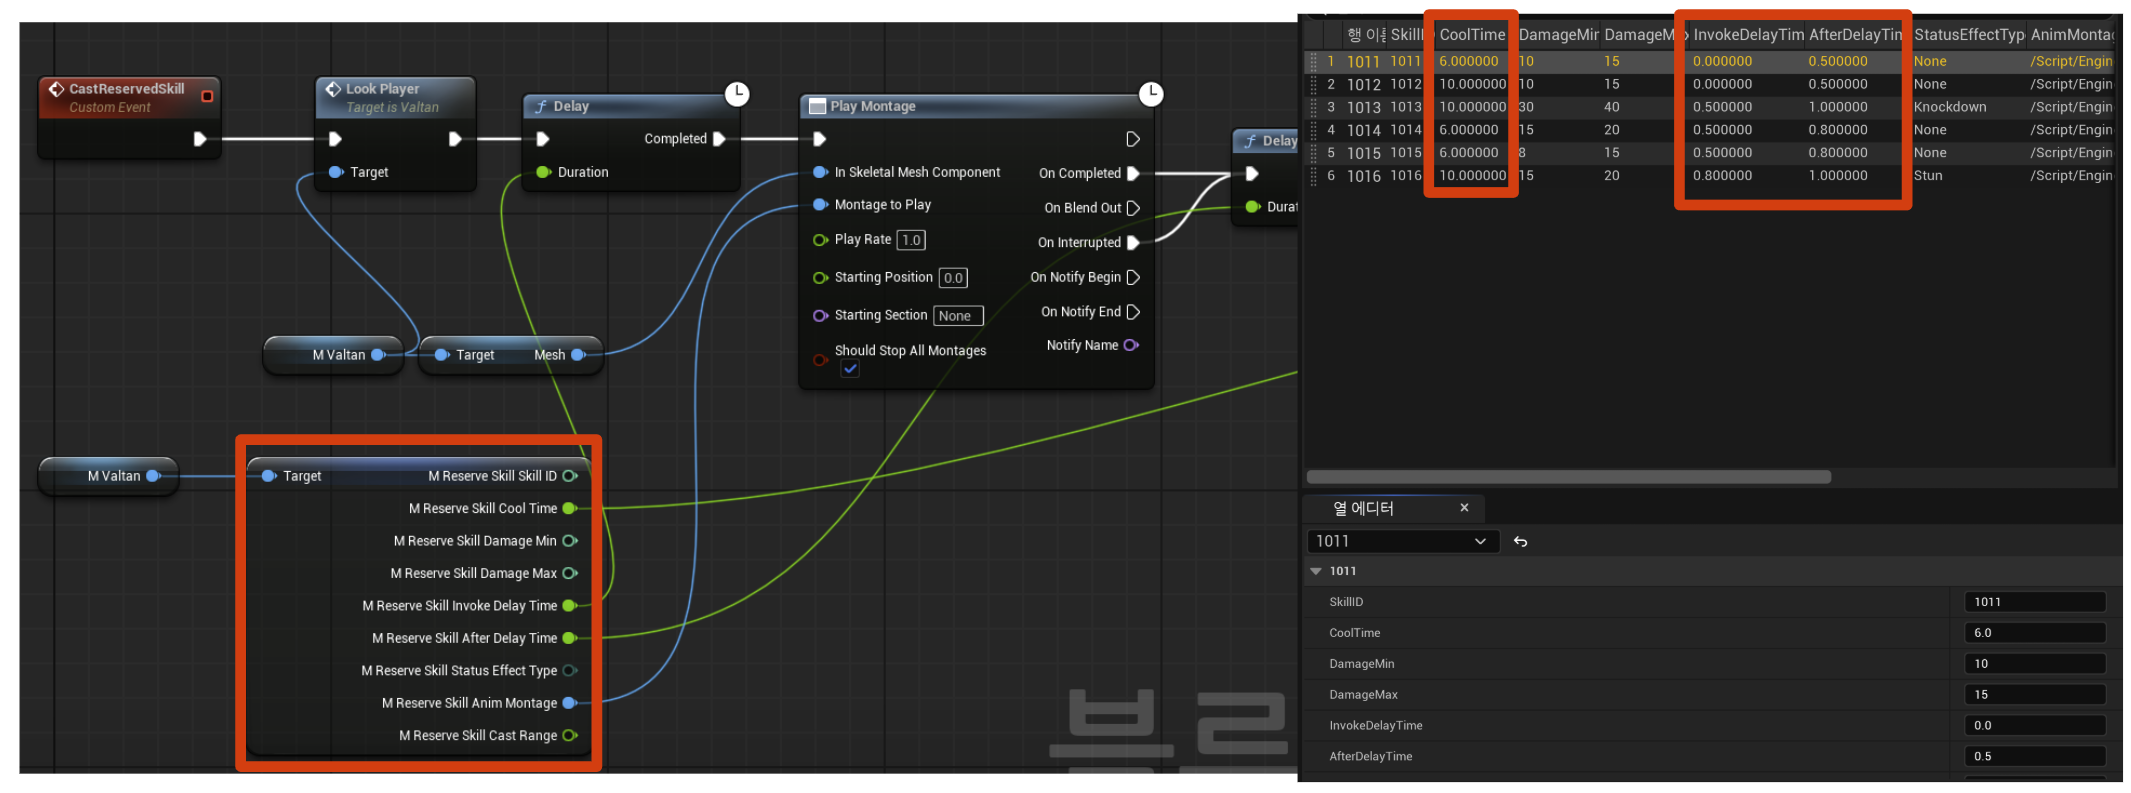 CastReservedSkill
Custom Event
Look Player
Target is Valtan
Target
Delay
Completed
Duration
Play Montage
In Skeletal Mesh Component
On Completed
Montage to Play
On Blend Out
Play Rate 1.0
On Interrupted
Starting Position 0.0
On Notify Begin
Starting Section None
On Notify End
Should Stop All Montages
Notify Name
Delay
Durat
M Valtan
Target Mesh
M Valtan
Target M Reserve Skill Skill ID
M Reserve Skill Cool Time
M Reserve Skill Damage Min
M Reserve Skill Damage Max
M Reserve Skill Invoke Delay Time
M Reserve Skill After Delay Time
M Reserve Skill Status Effect Type
M Reserve Skill Anim Montage
M Reserve Skill Cast Range
행 이 SkillI CoolTime DamageMin DamageM InvokeDelayTim AfterDelayTim StatusEffectTyp AnimMonta
1 1011 1011 6.000000 10 15 0.000000 0.500000 None /Script/Engin
2 1012 1012 10.000000 10 15 0.000000 0.500000 None /Script/Engin
3 1013 1013 10.000000 30 40 0.500000 1.000000 Knockdown /Script/Engin
4 1014 1014 6.000000 15 20 0.500000 0.800000 None /Script/Engin
5 1015 1015 6.000000 8 15 0.500000 0.800000 None /Script/Engin
6 1016 1016 10.000000 15 20 0.800000 1.000000 Stun /Script/Engin
열 에디터 ×
1011
1011
SkillID 1011
CoolTime 6.0
DamageMin 10
DamageMax 15
InvokeDelayTime 0.0
AfterDelayTime 0.5